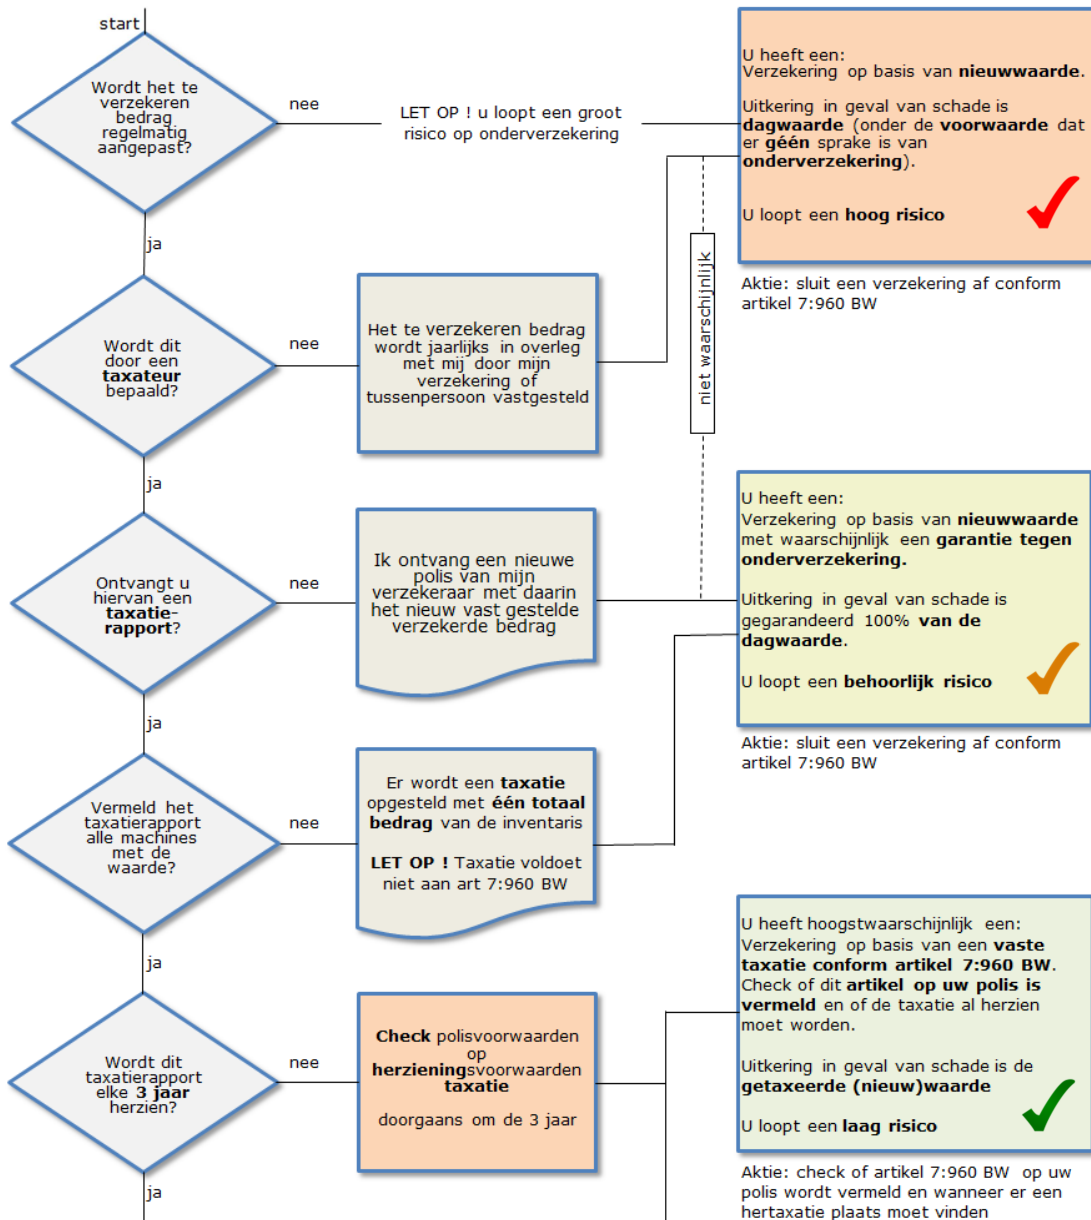 start
Wordt het te
verzekeren
bedrag
regelmatig
aangepast?
nee
LET OP ! u loopt een groot
risico op onderverzekering
U heeft een:
Verzekering op basis van nieuwwaarde.
Uitkering in geval van schade is
dagwaarde (onder de voorwaarde dat
er géén sprake is van
onderverzekering).
U loopt een hoog risico
Aktie: sluit een verzekering af conform
artikel 7:960 BW
ja
Wordt dit
door een
taxateur
bepaald?
nee
Het te verzekeren bedrag
wordt jaarlijks in overleg
met mij door mijn
verzekering of
tussenpersoon vastgesteld
niet waarschijnlijk
ja
Ontvangt u
hiervan een
taxatie-
rapport?
nee
Ik ontvang een nieuwe
polis van mijn
verzekeraar met daarin
het nieuw vast gestelde
verzekerde bedrag
U heeft een:
Verzekering op basis van nieuwwaarde
met waarschijnlijk een garantie tegen
onderverzekering.
Uitkering in geval van schade is
gegarandeerd 100% van de
dagwaarde.
U loopt een behoorlijk risico
Aktie: sluit een verzekering af conform
artikel 7:960 BW
ja
Vermeld het
taxatierapport
alle machines
met de
waarde?
nee
Er wordt een taxatie
opgesteld met één totaal
bedrag van de inventaris
LET OP ! Taxatie voldoet
niet aan art 7:960 BW
ja
Wordt dit
taxatierapport
elke 3 jaar
herzien?
nee
Check polisvoorwaarden
op
herzieningsvoorwaarden
taxatie
doorgaans om de 3 jaar
U heeft hoogstwaarschijnlijk een:
Verzekering op basis van een vaste
taxatie conform artikel 7:960 BW.
Check of dit artikel op uw polis is
vermeld en of de taxatie al herzien
moet worden.
Uitkering in geval van schade is de
getaxeerde (nieuw)waarde
U loopt een laag risico
Aktie: check of artikel 7:960 BW op uw
polis wordt vermeld en wanneer er een
hertaxatie plaats moet vinden
ja